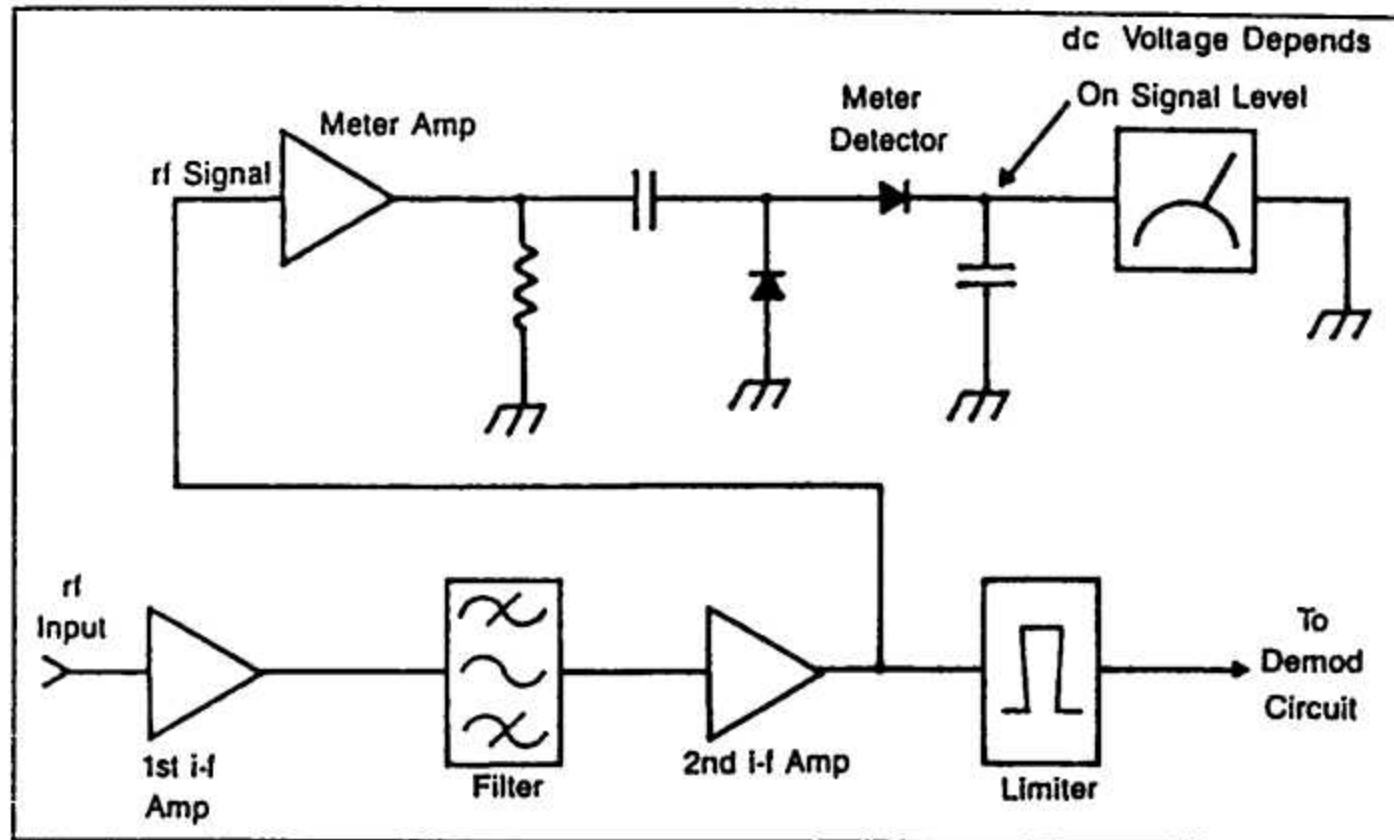 dc Voltage Depends
On Signal Level
Meter Amp
Meter
Detector
rf Signal
rf
Input
1st i-f
Amp
Filter
2nd i-f Amp
Limiter
To
Demod
Circuit